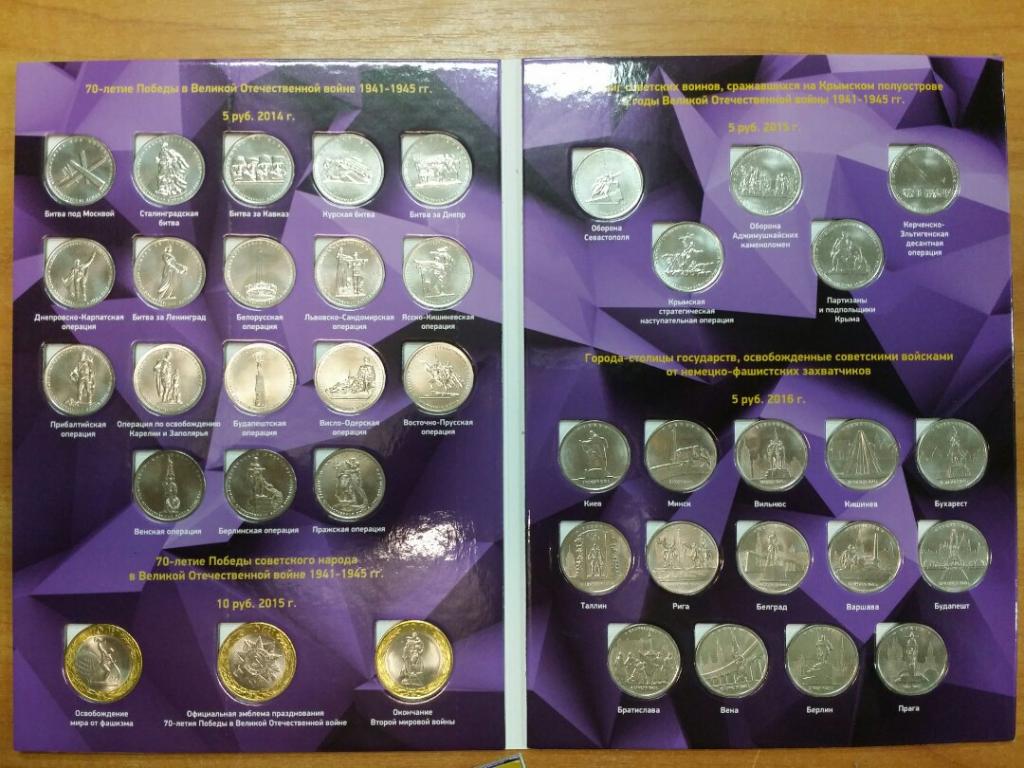 70-летие Победы в Великой Отечественной войне 1941-1945 гг.
5 руб. 2014 г.
Битва под Москвой
Сталинградская
битва
Битва за Кавказ
Курская битва
Битва за Днепр
Днепровско-Карпатская
операция
Битва за Ленинград
Белорусская
операция
Львовско-Сандомирская
операция
Ясско-Кишиневская
операция
Прибалтийская
операция
Операция по освобождению
Карелии и Заполярья
Будапештская
операция
Висло-Одерская
операция
Восточно-Прусская
операция
Венская операция
Берлинская операция
Пражская операция
70-летие Победы советского народа
в Великой Отечественной войне 1941-1945 гг.
10 руб. 2015 г.
Освобождение
мира от фашизма
Официальная эмблема празднования
70-летия Победы в Великой Отечественной войне
Окончание
Второй мировой войны
советских воинов, сражавшихся на Крымском полуострове
годы Великой Отечественной войны 1941-1945 гг.
5 руб. 2015 г.
Оборона
Севастополя
Оборона
Аджимушкайских
каменоломен
Керченско-
Эльтигенская
десантная
операция
Крымская
стратегическая
наступательная операция
Партизаны
и подпольщики
Крыма
Города-столицы государств, освобожденные советскими войсками
от немецко-фашистских захватчиков
5 руб. 2016 г.
Киев
Минск
Вильнюс
Кишинев
Бухарест
Таллин
Рига
Белград
Варшава
Будапешт
Братислава
Вена
Берлин
Прага